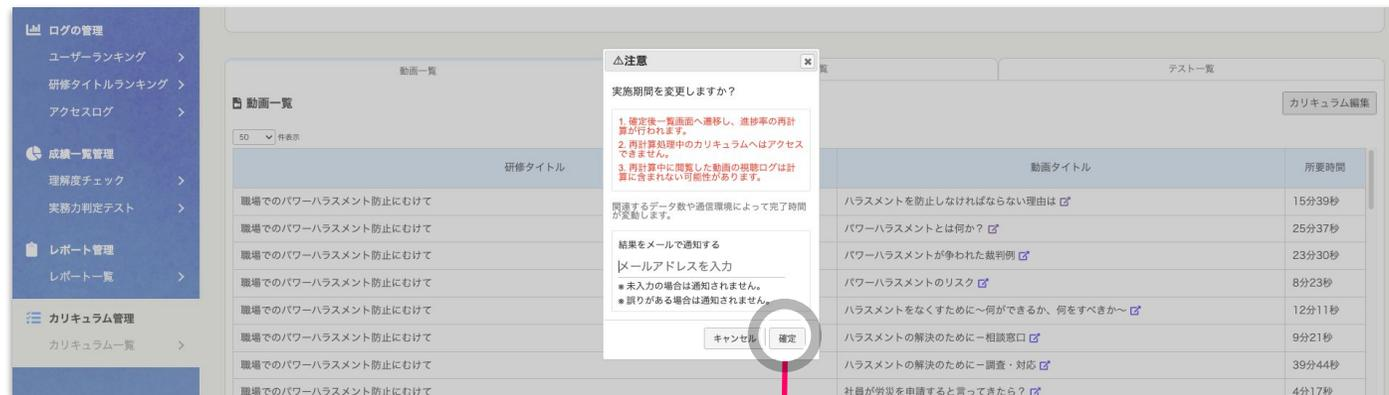 ログの管理
ユーザーランキング
研修タイトルランキング
アクセスログ
成績一覧管理
理解度チェック
実務力判定テスト
レポート管理
レポート一覧
カリキュラム管理
カリキュラム一覧
動画一覧
覧
テスト一覧
動画一覧
カリキュラム編集
50 件表示
研修タイトル
動画タイトル
所要時間
職場でのパワーハラスメント防止にむけて
ハラスメントを防止しなければならない理由は
15分39秒
職場でのパワーハラスメント防止にむけて
パワーハラスメントとは何か？
25分37秒
職場でのパワーハラスメント防止にむけて
パワーハラスメントが争われた裁判例
23分30秒
職場でのパワーハラスメント防止にむけて
パワーハラスメントのリスク
8分23秒
職場でのパワーハラスメント防止にむけて
ハラスメントをなくすために～何ができるか、何をすべきか～
12分11秒
職場でのパワーハラスメント防止にむけて
ハラスメントの解決のために－相談窓口
9分21秒
職場でのパワーハラスメント防止にむけて
ハラスメントの解決のために－調査・対応
39分44秒
職場でのパワーハラスメント防止にむけて
社員が労災を申請すると言ってきたら？
4分17秒
⚠注意
実施期間を変更しますか？
1. 確定後一覧画面へ遷移し、進捗率の再計
算が行われます。
2. 再計算処理中のカリキュラムへはアクセス
できません。
3. 再計算中に閲覧した動画の視聴ログは計
算に含まれない可能性があります。
関連するデータ数や通信環境によって完了時間
が変動します。
結果をメールで通知する
メールアドレスを入力
※未入力の場合は通知されません。
※誤りがある場合は通知されません。
キャンセル
確定